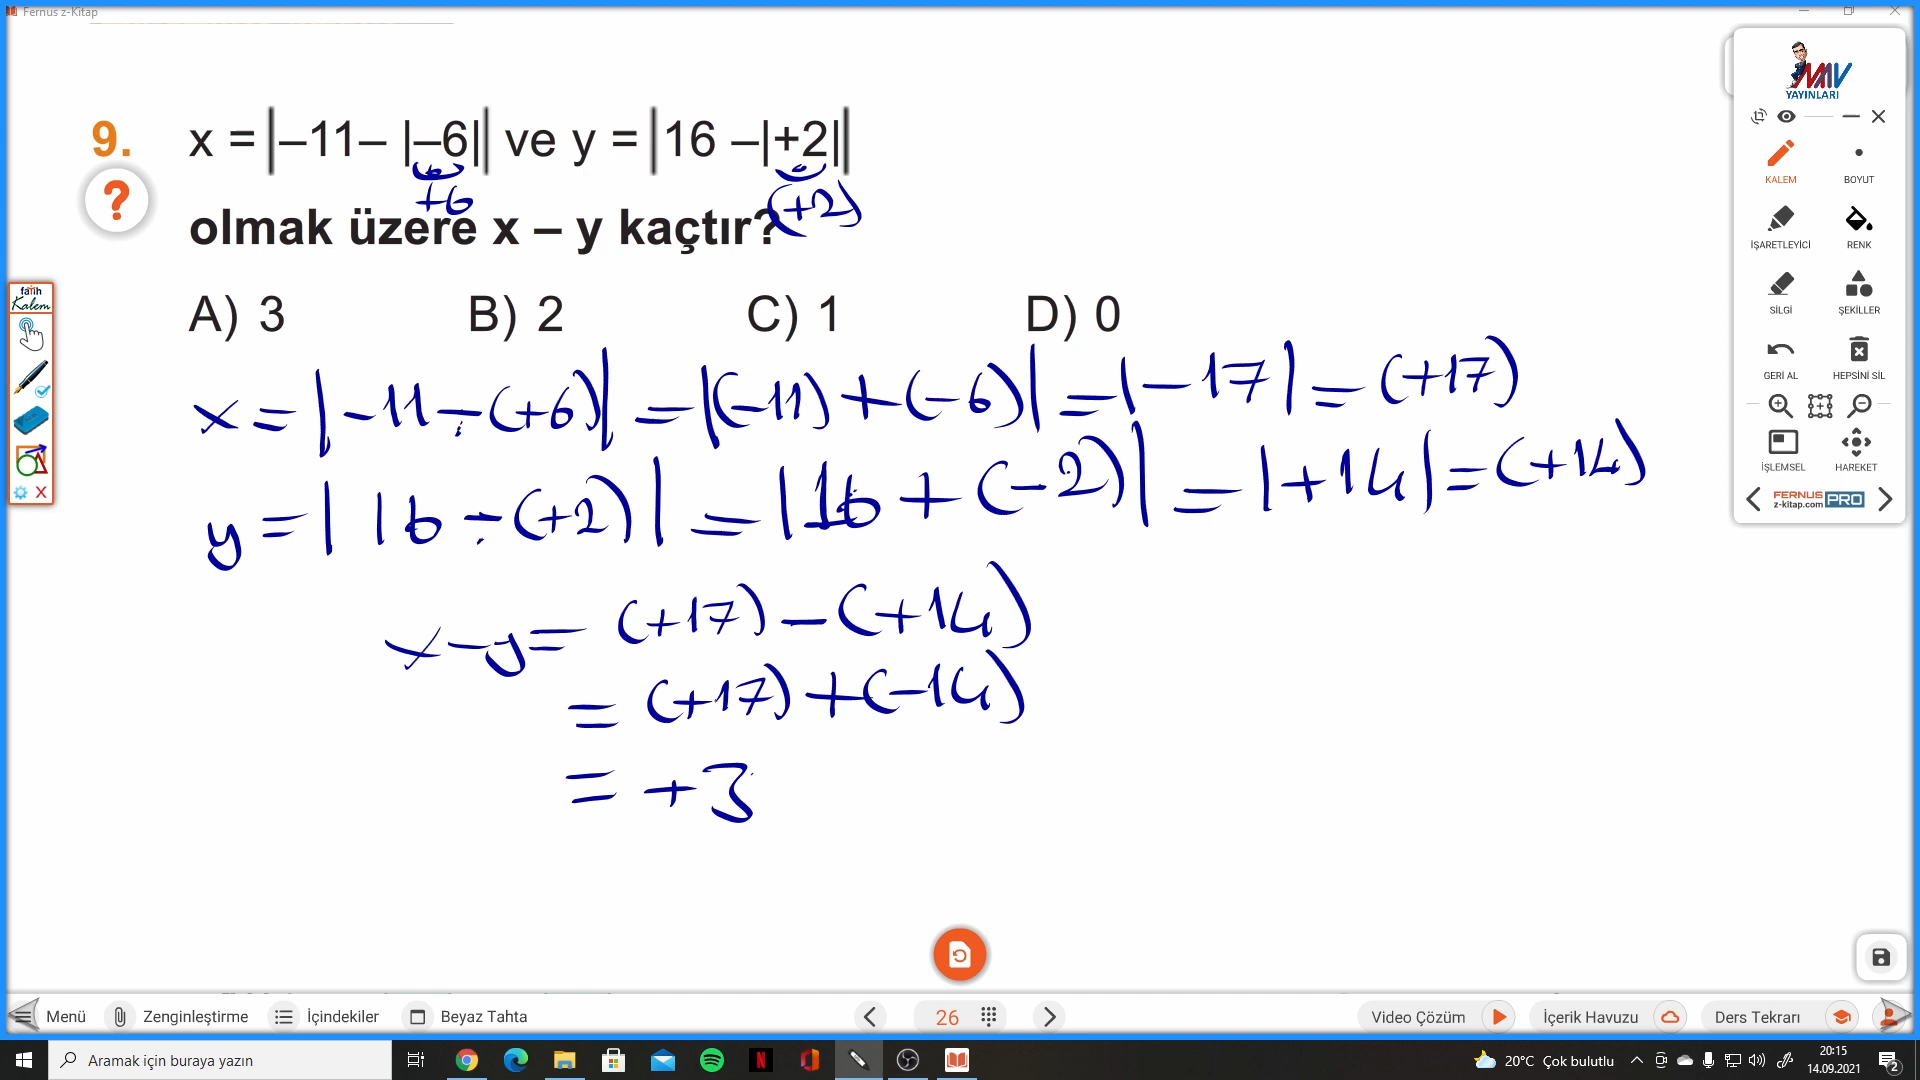 Fernus z-Kitap
9. x = |–11– |–6|| ve y = |16 –|+2||
+6
(+2)
olmak üzere x – y kaçtır?
A) 3 B) 2 C) 1 D) 0
x = |-11-(+6)| = |(-11)+(-6)| = |-17| = (+17)
y = |16-(+2)| = |16+(-2)| = |+14| = (+14)
x-y = (+17)-(+14)
= (+17)+(-14)
= +3
fatih
Kalem
X
MAV
YAYINLARI
KALEM BOYUT
İŞARETLEYİCİ RENK
SİLGİ ŞEKİLLER
GERİ AL HEPSİNİ SİL
İŞLEMSEL HAREKET
FERNUS PRO
z-kitap.com
Menü Zenginleştirme İçindekiler Beyaz Tahta 26 Video Çözüm İçerik Havuzu Ders Tekrarı
Aramak için buraya yazın
20°C Çok bulutlu
20:15
14.09.2021
2